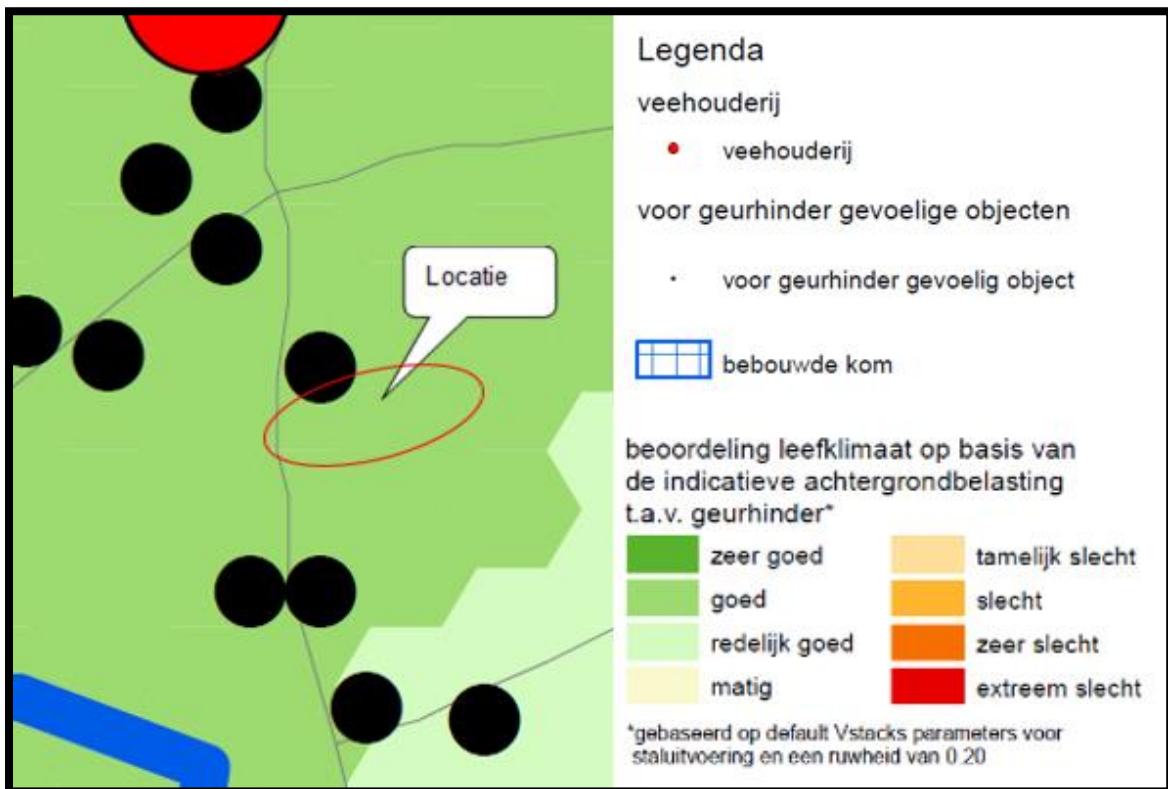 Locatie
Legenda
veehouderij
veehouderij
voor geurhinder gevoelige objecten
voor geurhinder gevoelig object
bebouwde kom
beoordeling leefklimaat op basis van
de indicatieve achtergrondbelasting
t.a.v. geurhinder*
zeer goed
goed
redelijk goed
matig
tamelijk slecht
slecht
zeer slecht
extreem slecht
*gebaseerd op default Vstacks parameters voor
staluitvoering en een ruwheid van 0.20